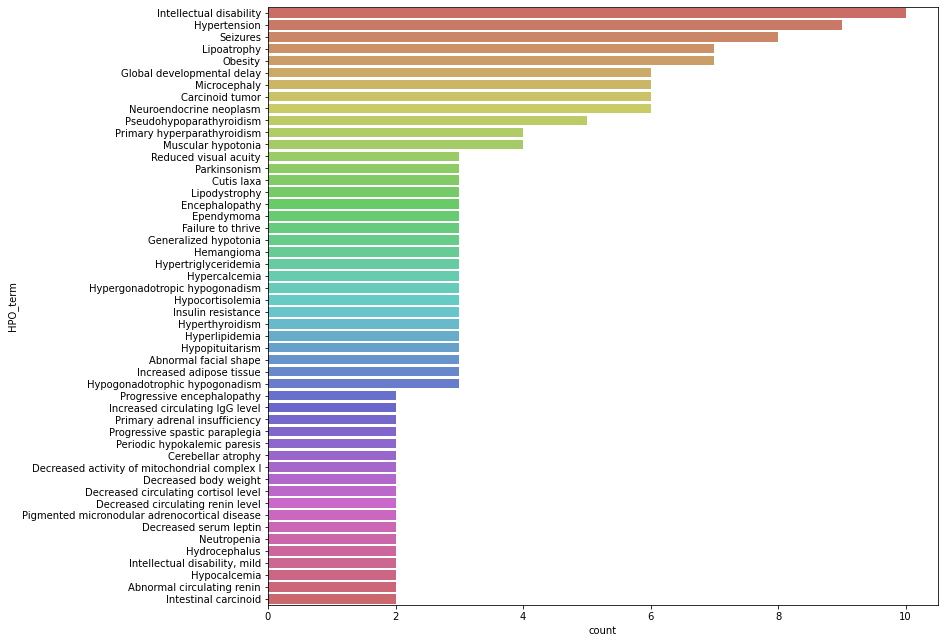 Intellectual disability
Hypertension
Seizures
Lipoatrophy
Obesity
Global developmental delay
Microcephaly
Carcinoid tumor
Neuroendocrine neoplasm
Pseudohypoparathyroidism
Primary hyperparathyroidism
Muscular hypotonia
Reduced visual acuity
Parkinsonism
Cutis laxa
Lipodystrophy
Encephalopathy
Ependymoma
Failure to thrive
Generalized hypotonia
Hemangioma
Hypertriglyceridemia
Hypercalcemia
Hypergonadotropic hypogonadism
Hypocortisolemia
Insulin resistance
Hyperthyroidism
Hyperlipidemia
Hypopituitarism
Abnormal facial shape
Increased adipose tissue
Hypogonadotrophic hypogonadism
Progressive encephalopathy
Increased circulating IgG level
Primary adrenal insufficiency
Progressive spastic paraplegia
Periodic hypokalemic paresis
Cerebellar atrophy
Decreased activity of mitochondrial complex I
Decreased body weight
Decreased circulating cortisol level
Decreased circulating renin level
Pigmented micronodular adrenocortical disease
Decreased serum leptin
Neutropenia
Hydrocephalus
Intellectual disability, mild
Hypocalcemia
Abnormal circulating renin
Intestinal carcinoid
HPO_term
0 2 4 6 8 10
count